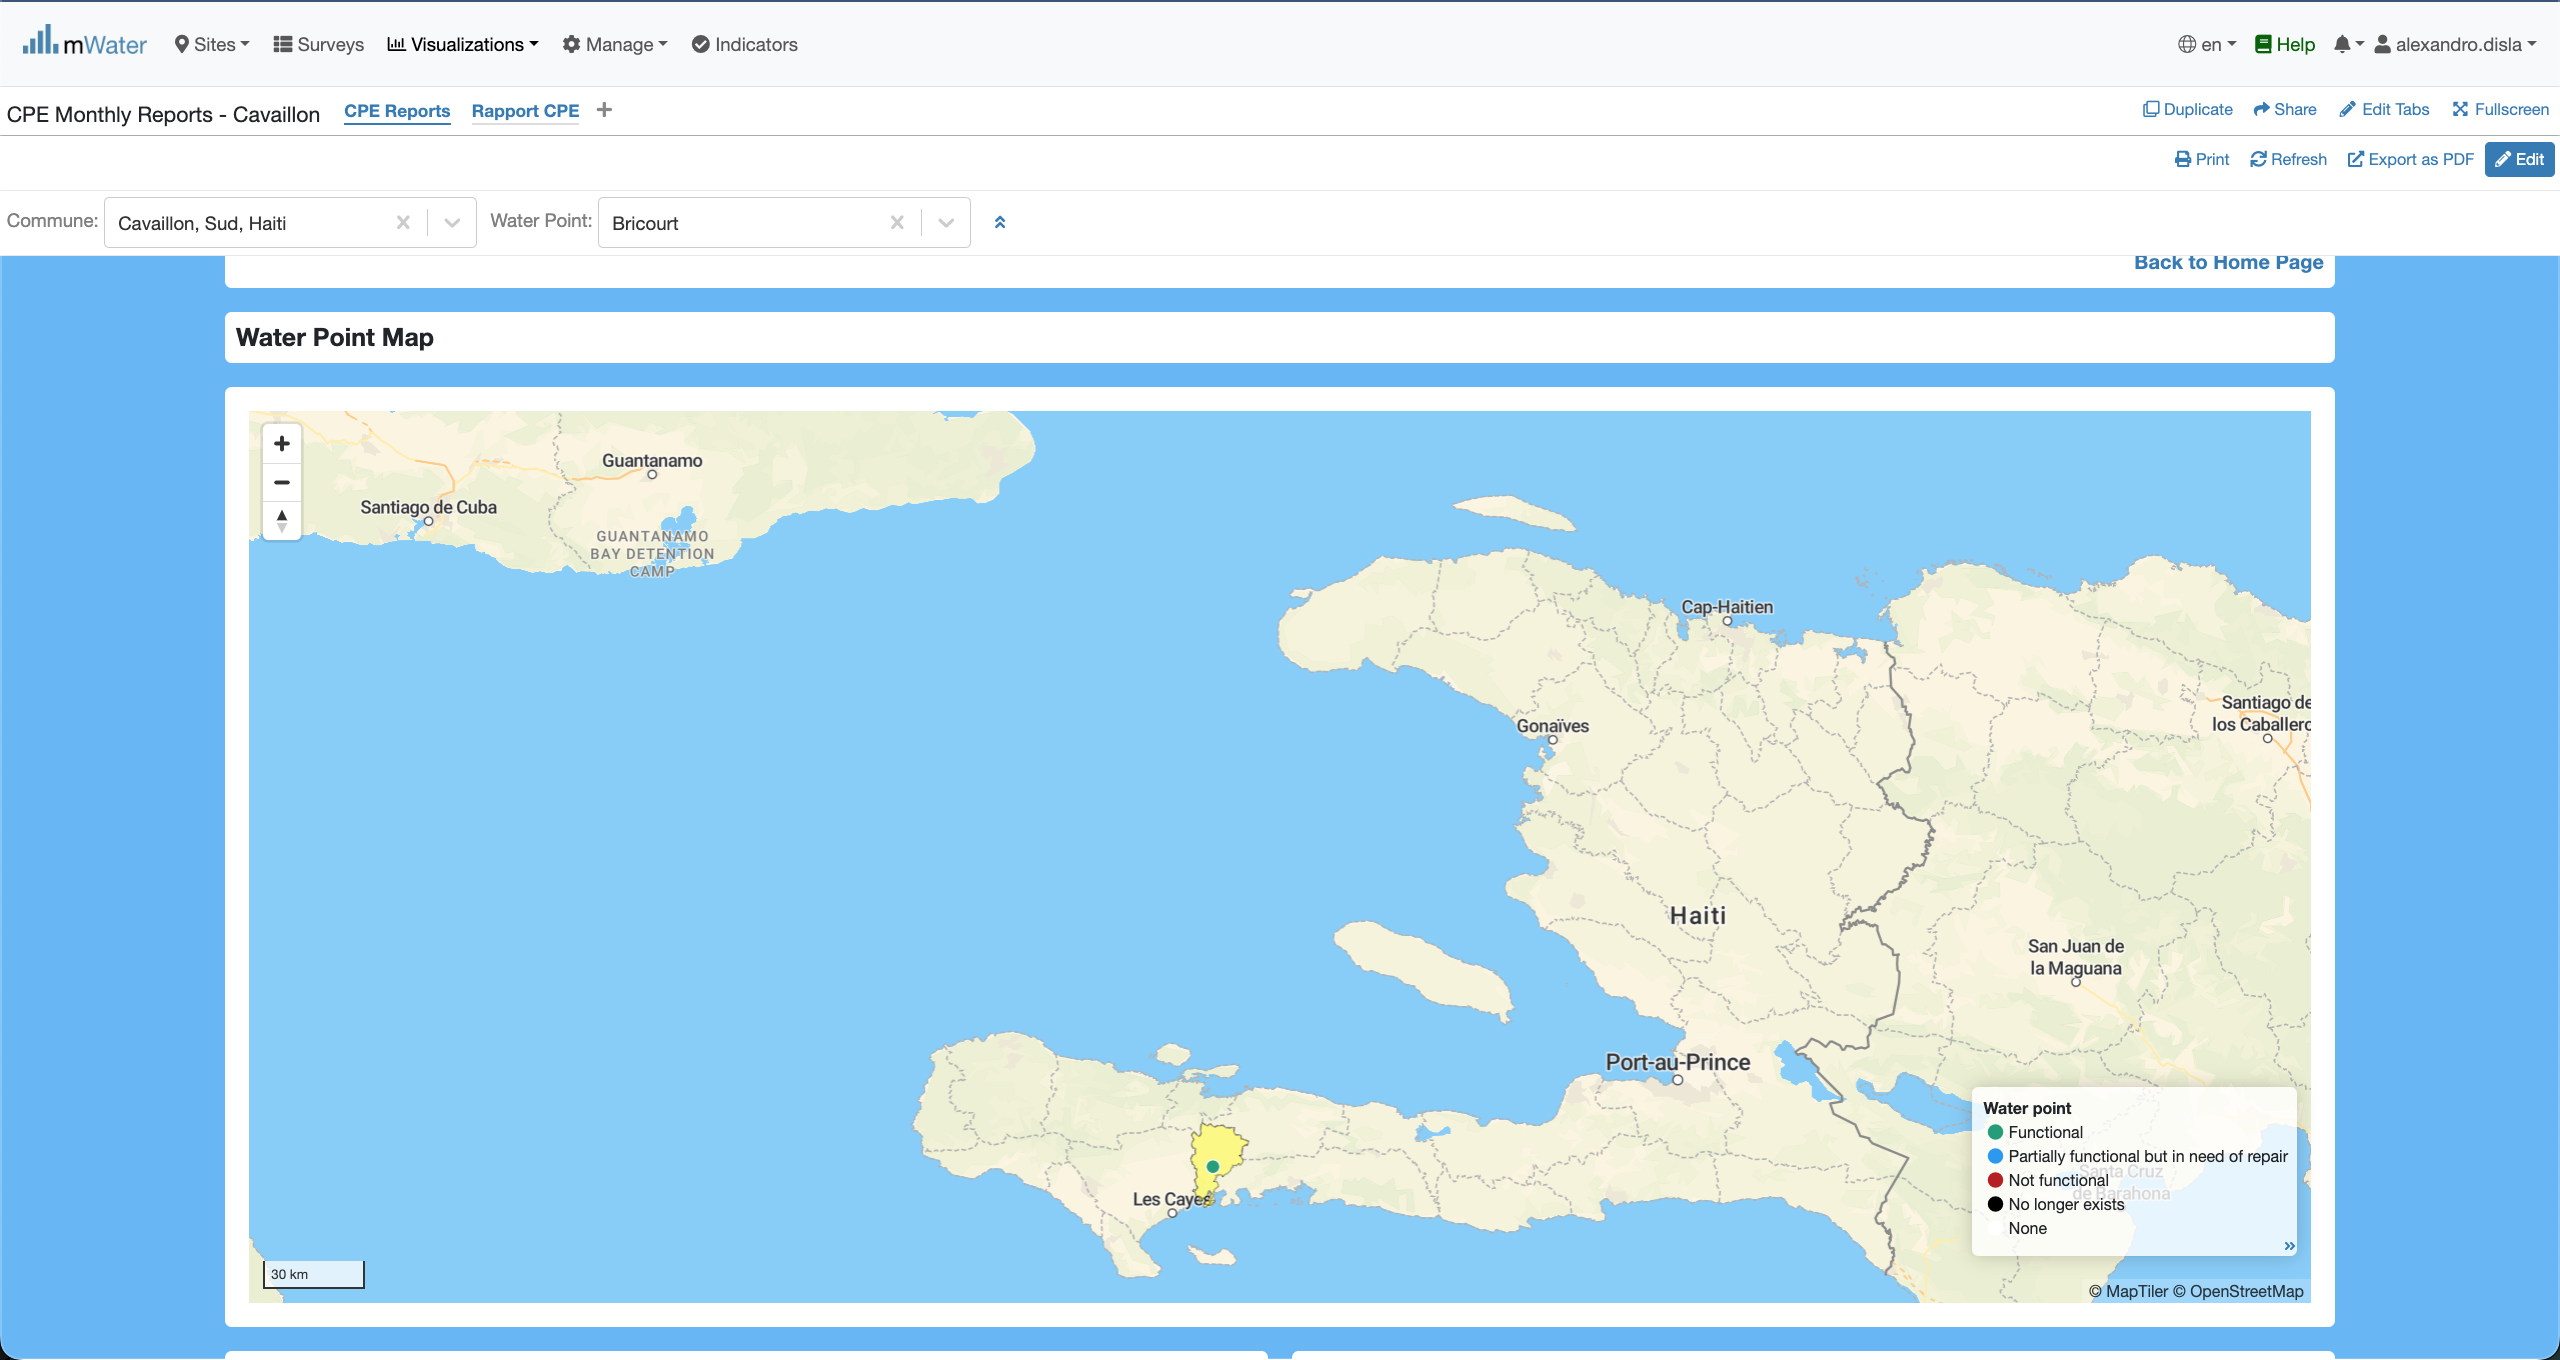 mWater Sites Surveys Visualizations Manage Indicators en Help alexandro.disla
CPE Monthly Reports - Cavaillon CPE Reports Rapport CPE + Duplicate Share Edit Tabs Fullscreen
Print Refresh Export as PDF Edit
Commune: Cavaillon, Sud, Haiti Water Point: Bricourt
Back to Home Page
Water Point Map
Guantanamo
Santiago de Cuba
GUANTANAMO
BAY DETENTION
CAMP
Cap-Haitien
Gonaïves
Santiago de
los Caballero
Haiti
San Juan de
la Maguana
Port-au-Prince
Les Cayes
Water point
Functional
Partially functional but in need of repair
Santa Cruz
Not functional
de Barahona
No longer exists
None
30 km
© MapTiler © OpenStreetMap